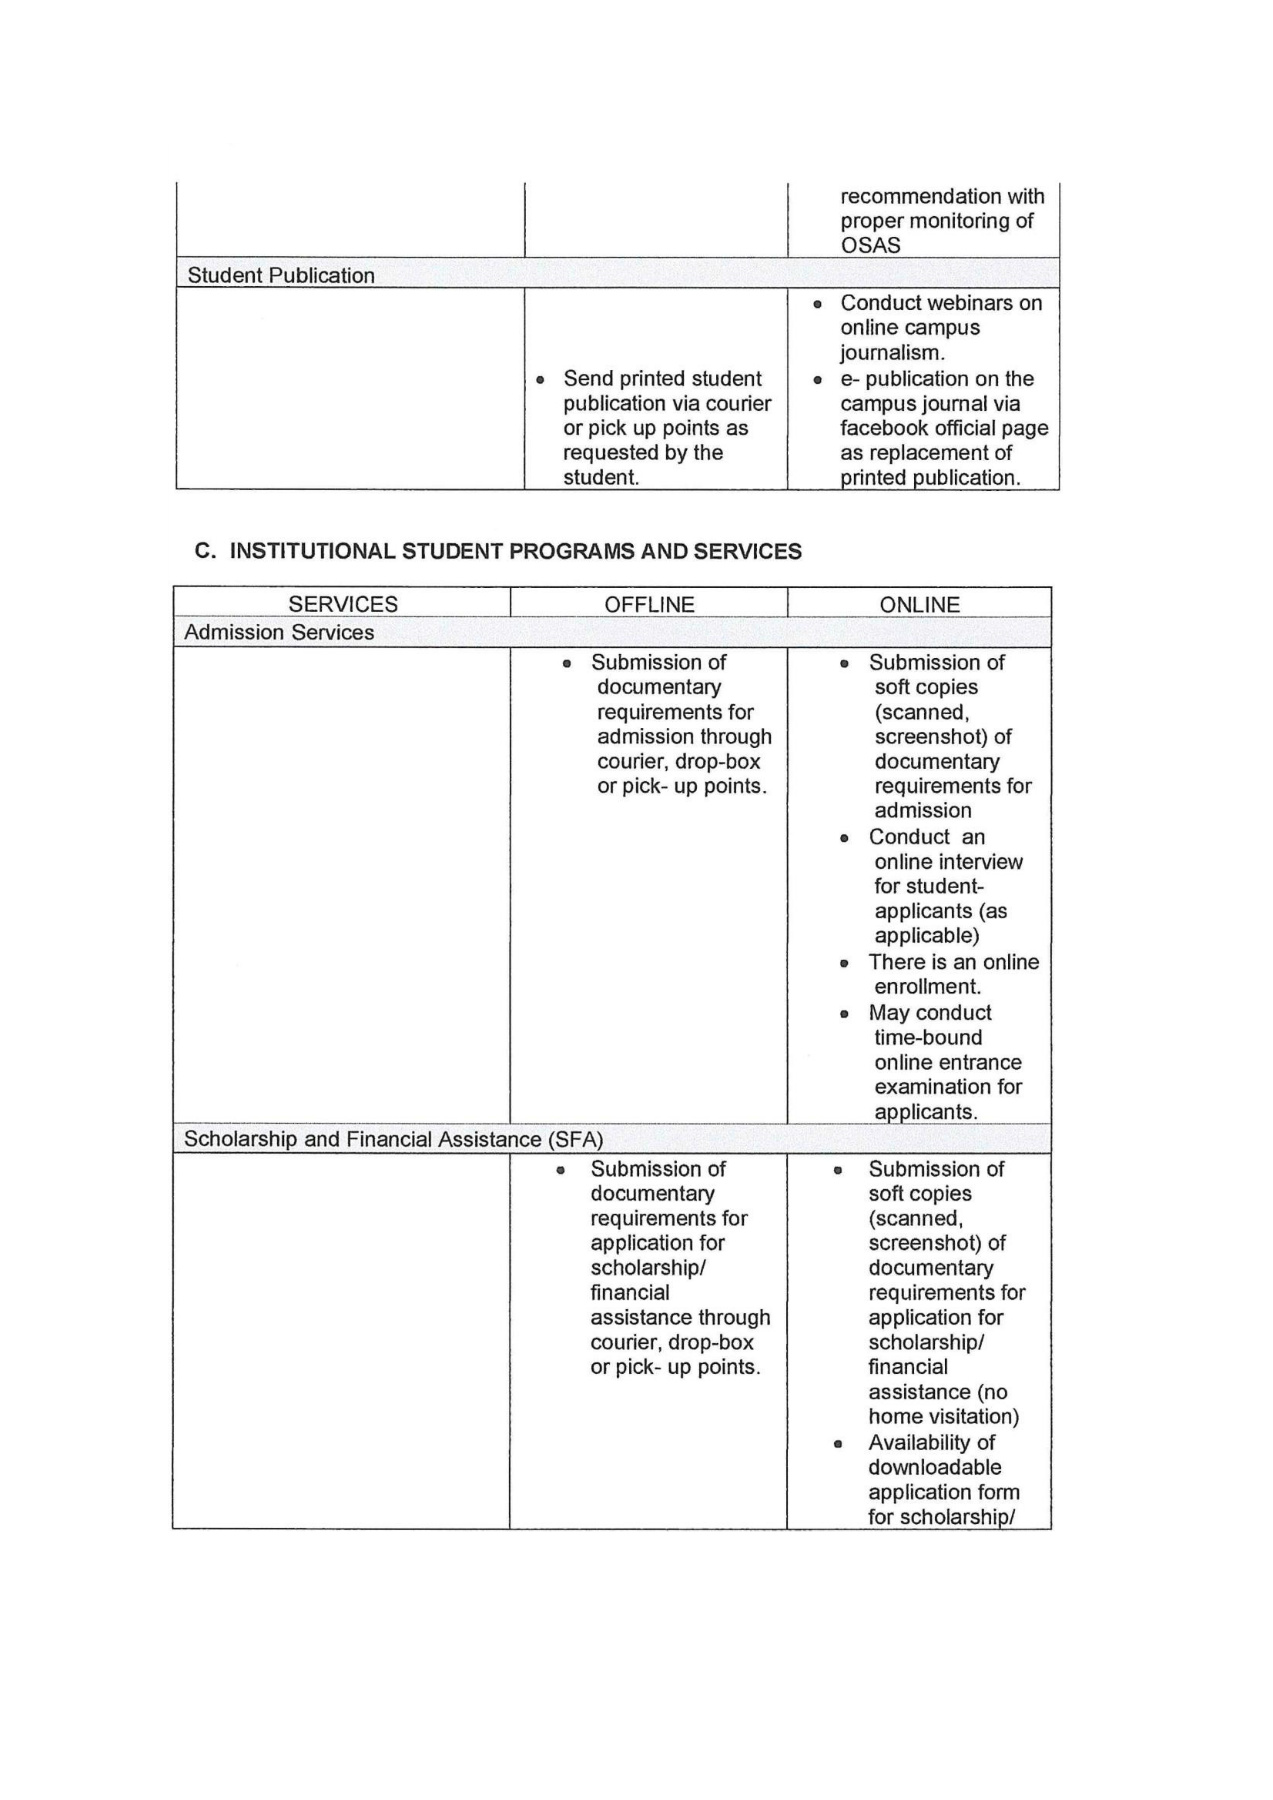 recommendation with
proper monitoring of
OSAS
Student Publication
Send printed student
publication via courier
or pick up points as
requested by the
student.
Conduct webinars on
online campus
journalism.
e- publication on the
campus journal via
facebook official page
as replacement of
printed publication.
C. INSTITUTIONAL STUDENT PROGRAMS AND SERVICES
SERVICES OFFLINE ONLINE
Admission Services
Submission of
documentary
requirements for
admission through
courier, drop-box
or pick- up points.
Submission of
soft copies
(scanned,
screenshot) of
documentary
requirements for
admission
Conduct an
online interview
for student-
applicants (as
applicable)
There is an online
enrollment.
May conduct
time-bound
online entrance
examination for
applicants.
Scholarship and Financial Assistance (SFA)
Submission of
documentary
requirements for
application for
scholarship/
financial
assistance through
courier, drop-box
or pick- up points.
Submission of
soft copies
(scanned,
screenshot) of
documentary
requirements for
application for
scholarship/
financial
assistance (no
home visitation)
Availability of
downloadable
application form
for scholarship/